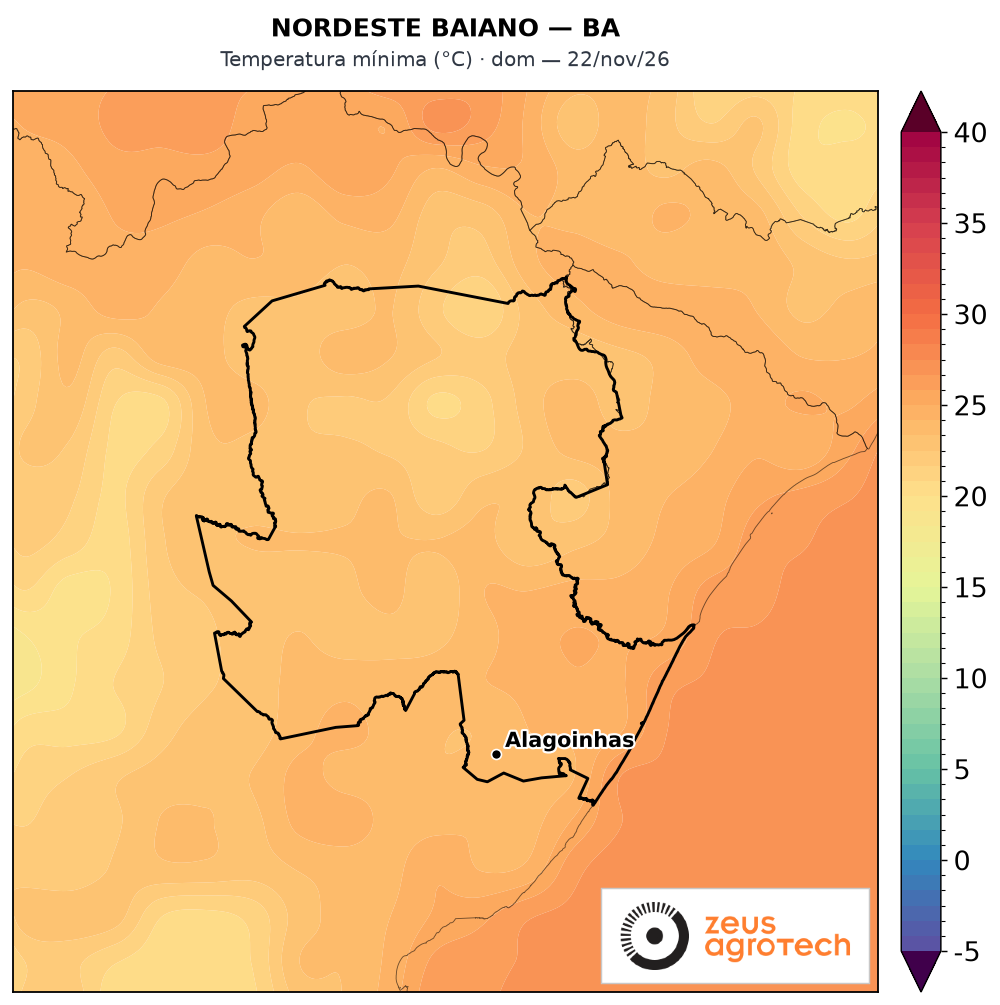 NORDESTE BAIANO — BA
Temperatura mínima (°C) · dom — 22/nov/26
40
35
30
25
20
15
10
5
0
-5
Alagoinhas
zeus
agrotech